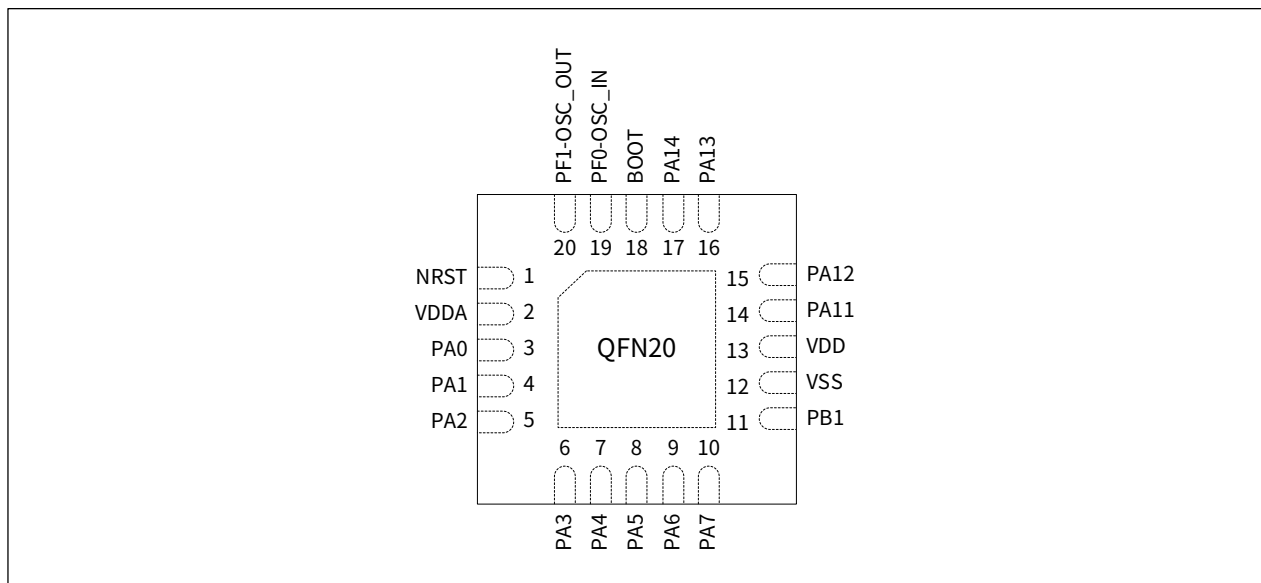 PF1-OSC_OUT
PF0-OSC_IN
BOOT
PA14
PA13
20 19 18 17 16
NRST 1
VDDA 2
PA0 3
PA1 4
PA2 5
QFN20
15 PA12
14 PA11
13 VDD
12 VSS
11 PB1
6 7 8 9 10
PA3
PA4
PA5
PA6
PA7